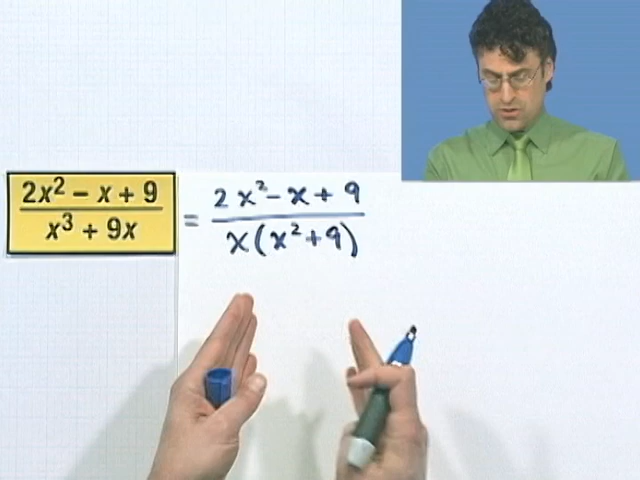 2x² − x + 9
x³ + 9x
=
2x² − x + 9
x(x² + 9)